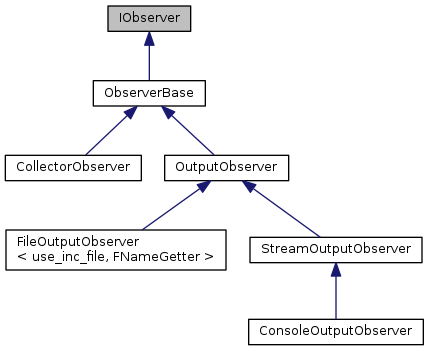 IObserver
ObserverBase
CollectorObserver
OutputObserver
FileOutputObserver
< use_inc_file, FNameGetter >
StreamOutputObserver
ConsoleOutputObserver